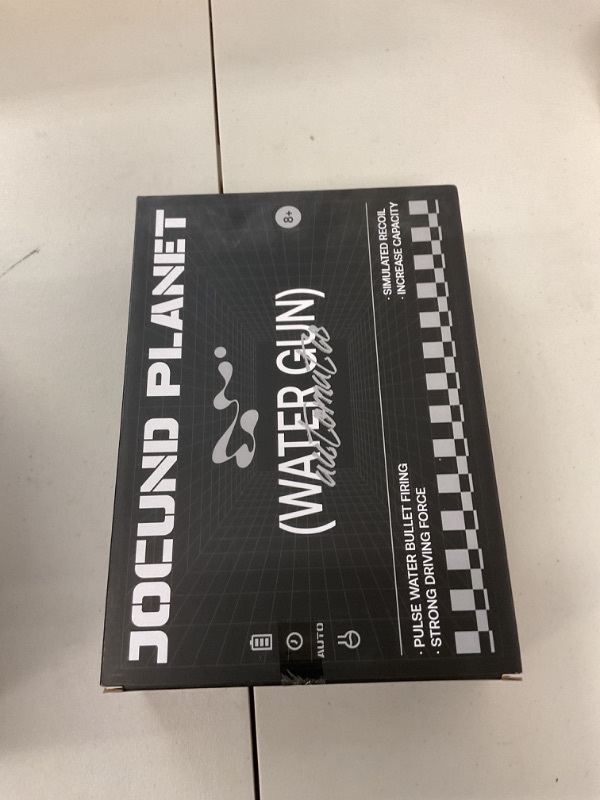 JOCUND PLANET
8+
(WATER GUN)
automatic
AUTO
· PULSE WATER BULLET FIRING
· STRONG DRIVING FORCE
· SIMULATED RECOIL
· INCREASE CAPACITY